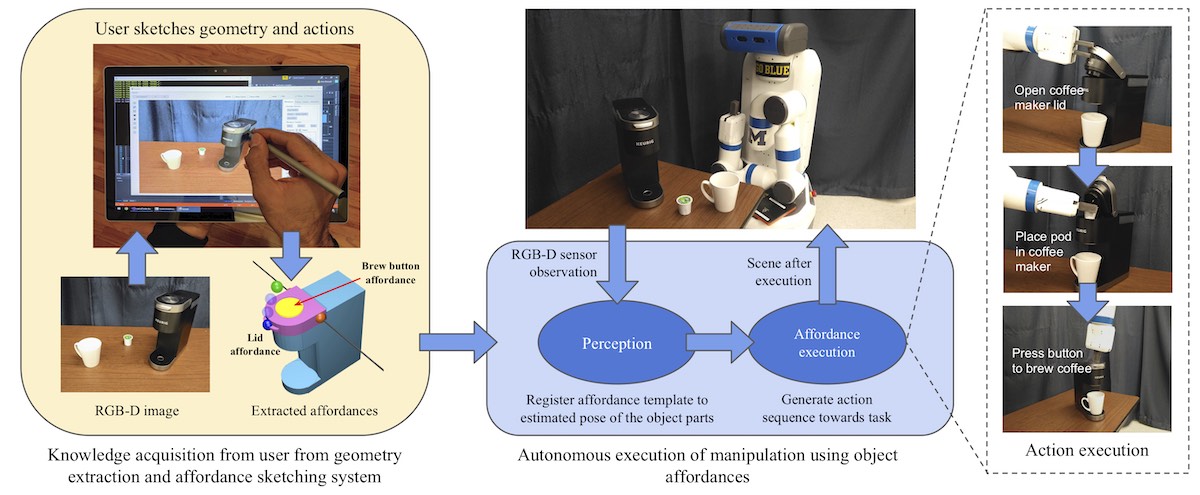 User sketches geometry and actions
KEURIG
Brew button
affordance
Lid
affordance
RGB-D image
Extracted affordances
Knowledge acquisition from user from geometry
extraction and affordance sketching system
GO BLUE
M
KEURIG
RGB-D sensor
observation
Scene after
execution
Perception
Affordance
execution
Register affordance template to
estimated pose of the object parts
Generate action
sequence towards task
Autonomous execution of manipulation using object
affordances
Open coffee
maker lid
Place pod
in coffee
maker
Press button
to brew coffee
Action execution